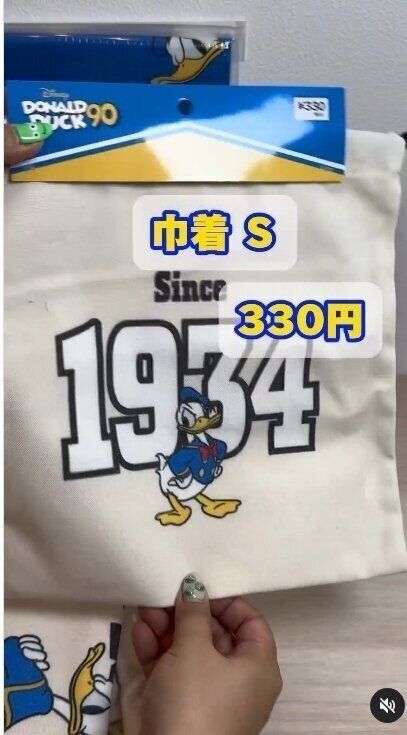 Disney
DONALD
DUCK 90
¥330
巾着 S
Since
330円
1934